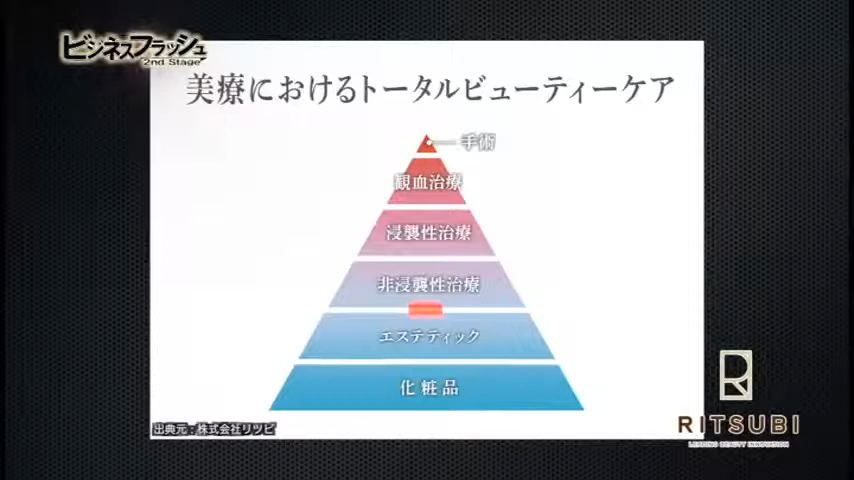 ビジネスフラッシュ
2nd Stage
美療におけるトータルビューティーケア
手術
観血治療
浸襲性治療
非浸襲性治療
エステティック
化粧品
出典元：株式会社リツビ
RITSUBI
LEADING BEAUTY INNOVATION